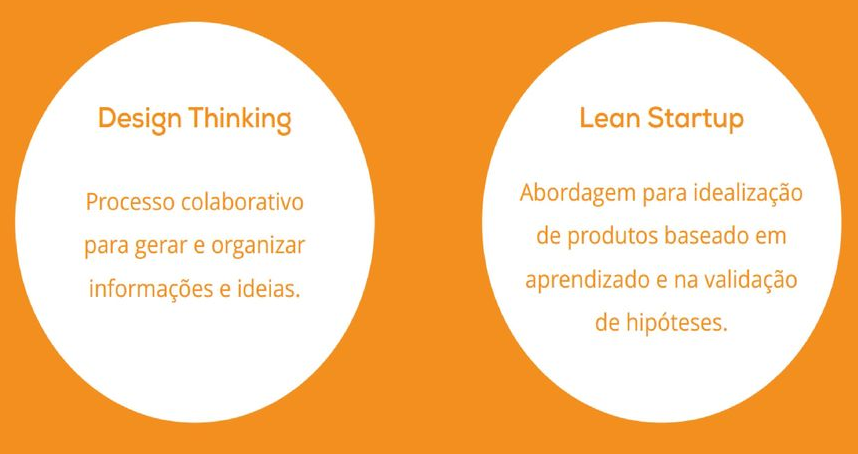 Design Thinking
Processo colaborativo
para gerar e organizar
informações e ideias.
Lean Startup
Abordagem para idealização
de produtos baseado em
aprendizado e na validação
de hipóteses.